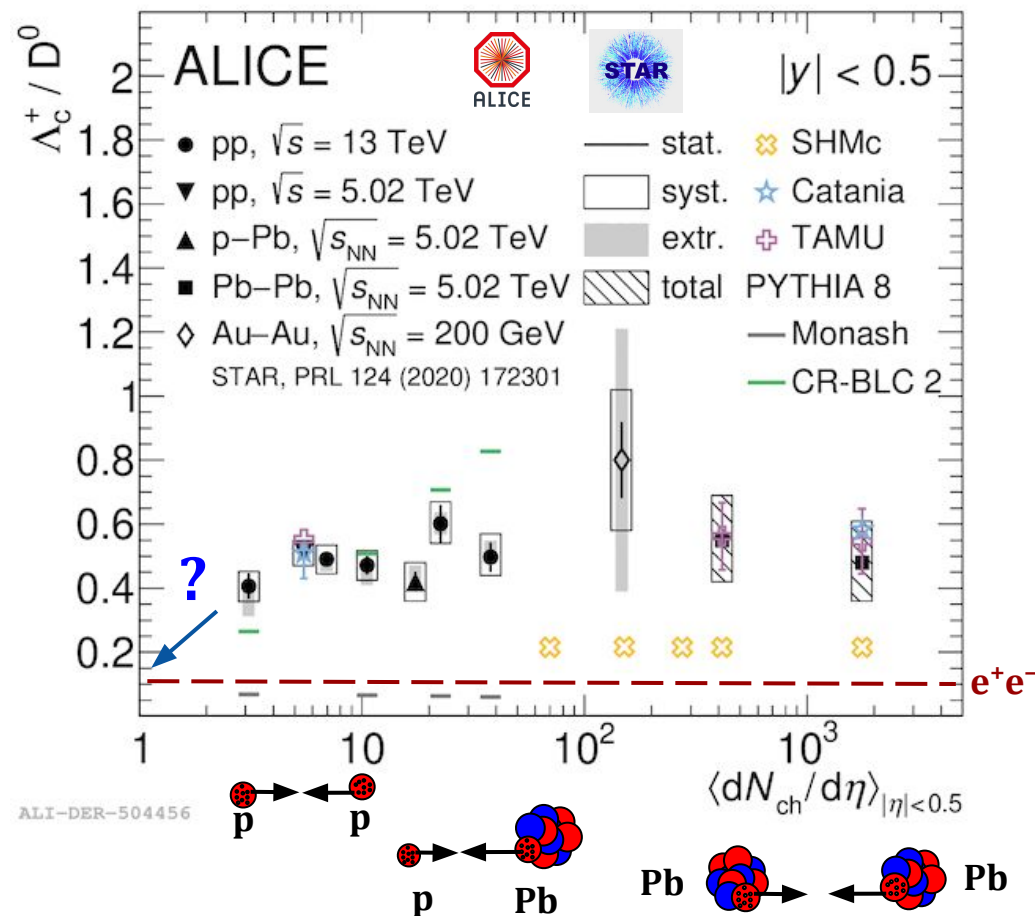 Λc+ / D0
ALICE
ALICE
STAR
|y| < 0.5
pp, √s = 13 TeV
pp, √s = 5.02 TeV
p−Pb, √sNN = 5.02 TeV
Pb−Pb, √sNN = 5.02 TeV
Au−Au, √sNN = 200 GeV
STAR, PRL 124 (2020) 172301
stat.
syst.
extr.
total
SHMc
Catania
TAMU
PYTHIA 8
Monash
CR-BLC 2
2
1.8
1.6
1.4
1.2
1
0.8
0.6
0.4
0.2
?
e+e−
1
10
10²
10³
⟨dNch/dη⟩|η|<0.5
ALI−DER−504456
p
p
p
Pb
Pb
Pb